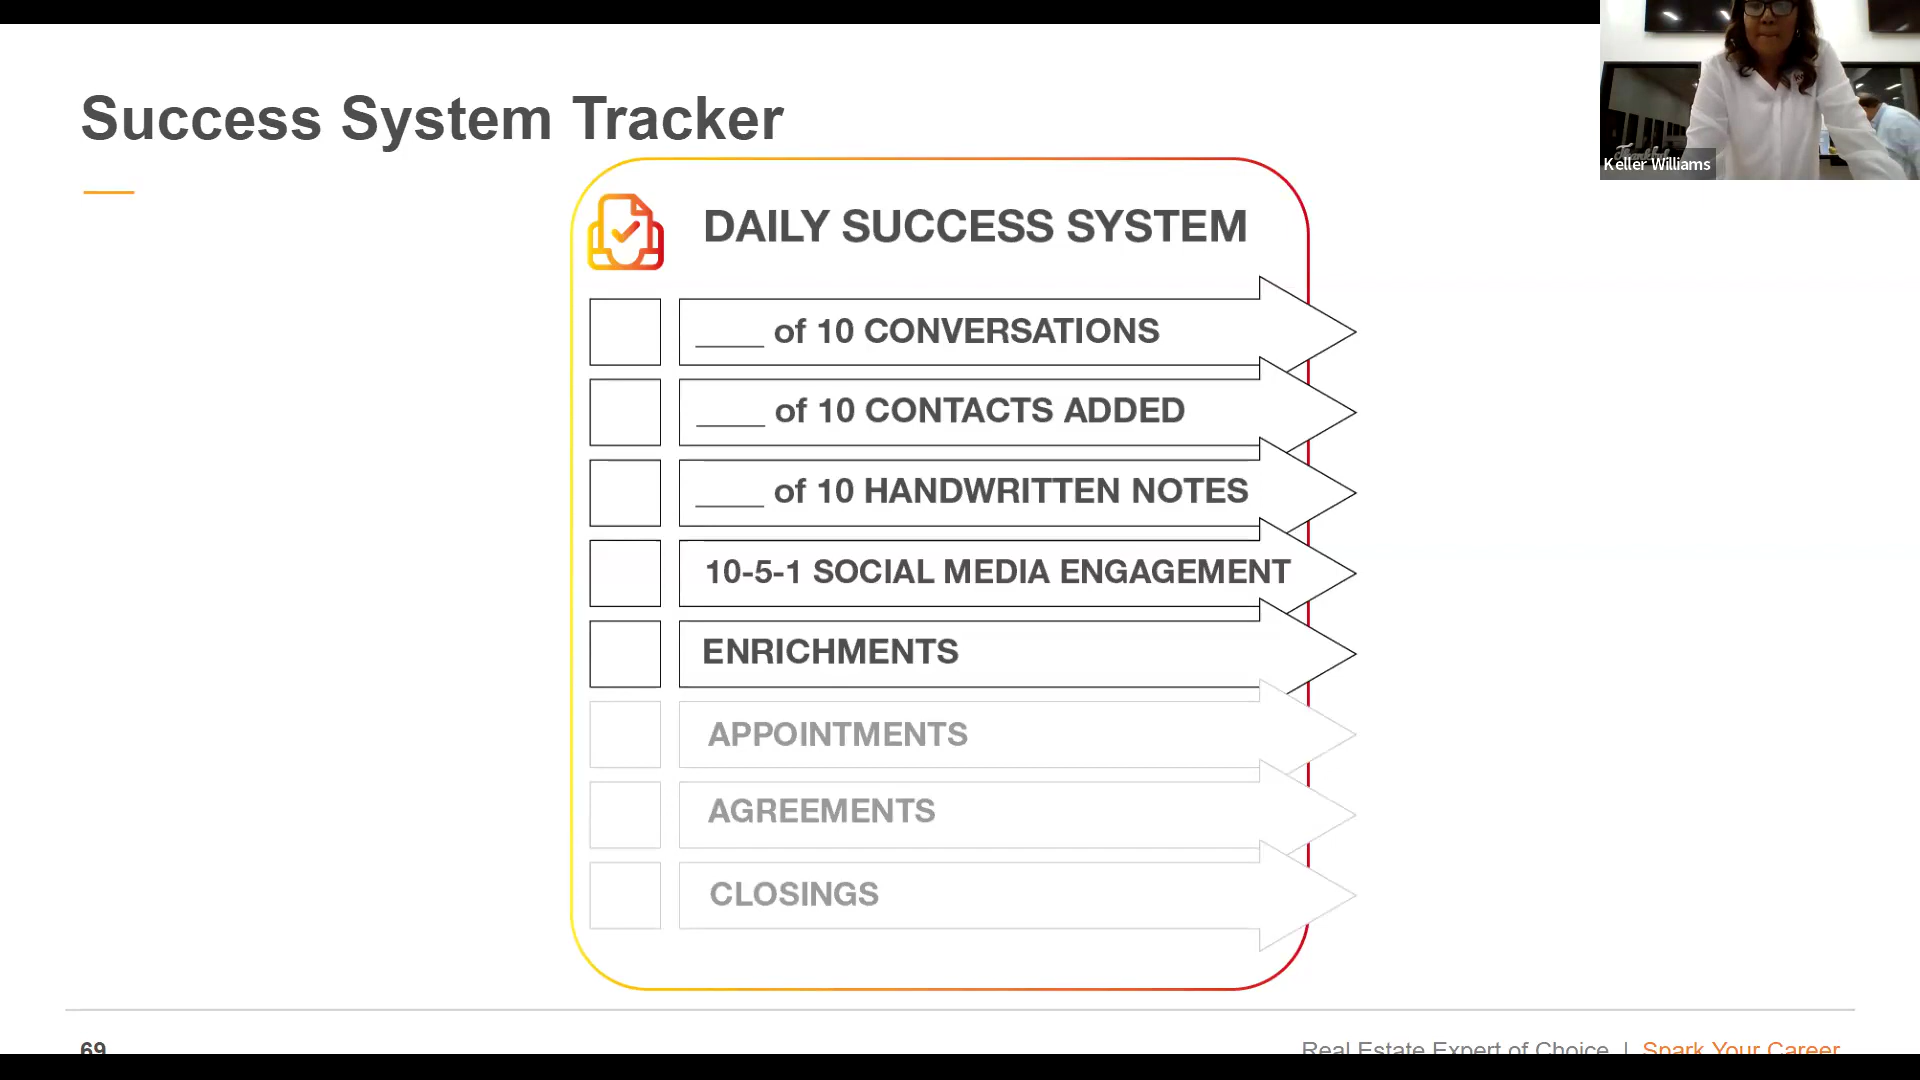 Success System Tracker
DAILY SUCCESS SYSTEM
____ of 10 CONVERSATIONS
____ of 10 CONTACTS ADDED
____ of 10 HANDWRITTEN NOTES
10-5-1 SOCIAL MEDIA ENGAGEMENT
ENRICHMENTS
APPOINTMENTS
AGREEMENTS
CLOSINGS
69
Real Estate Expert of Choice | Spark Your Career
Thankful
kw
Keller Williams